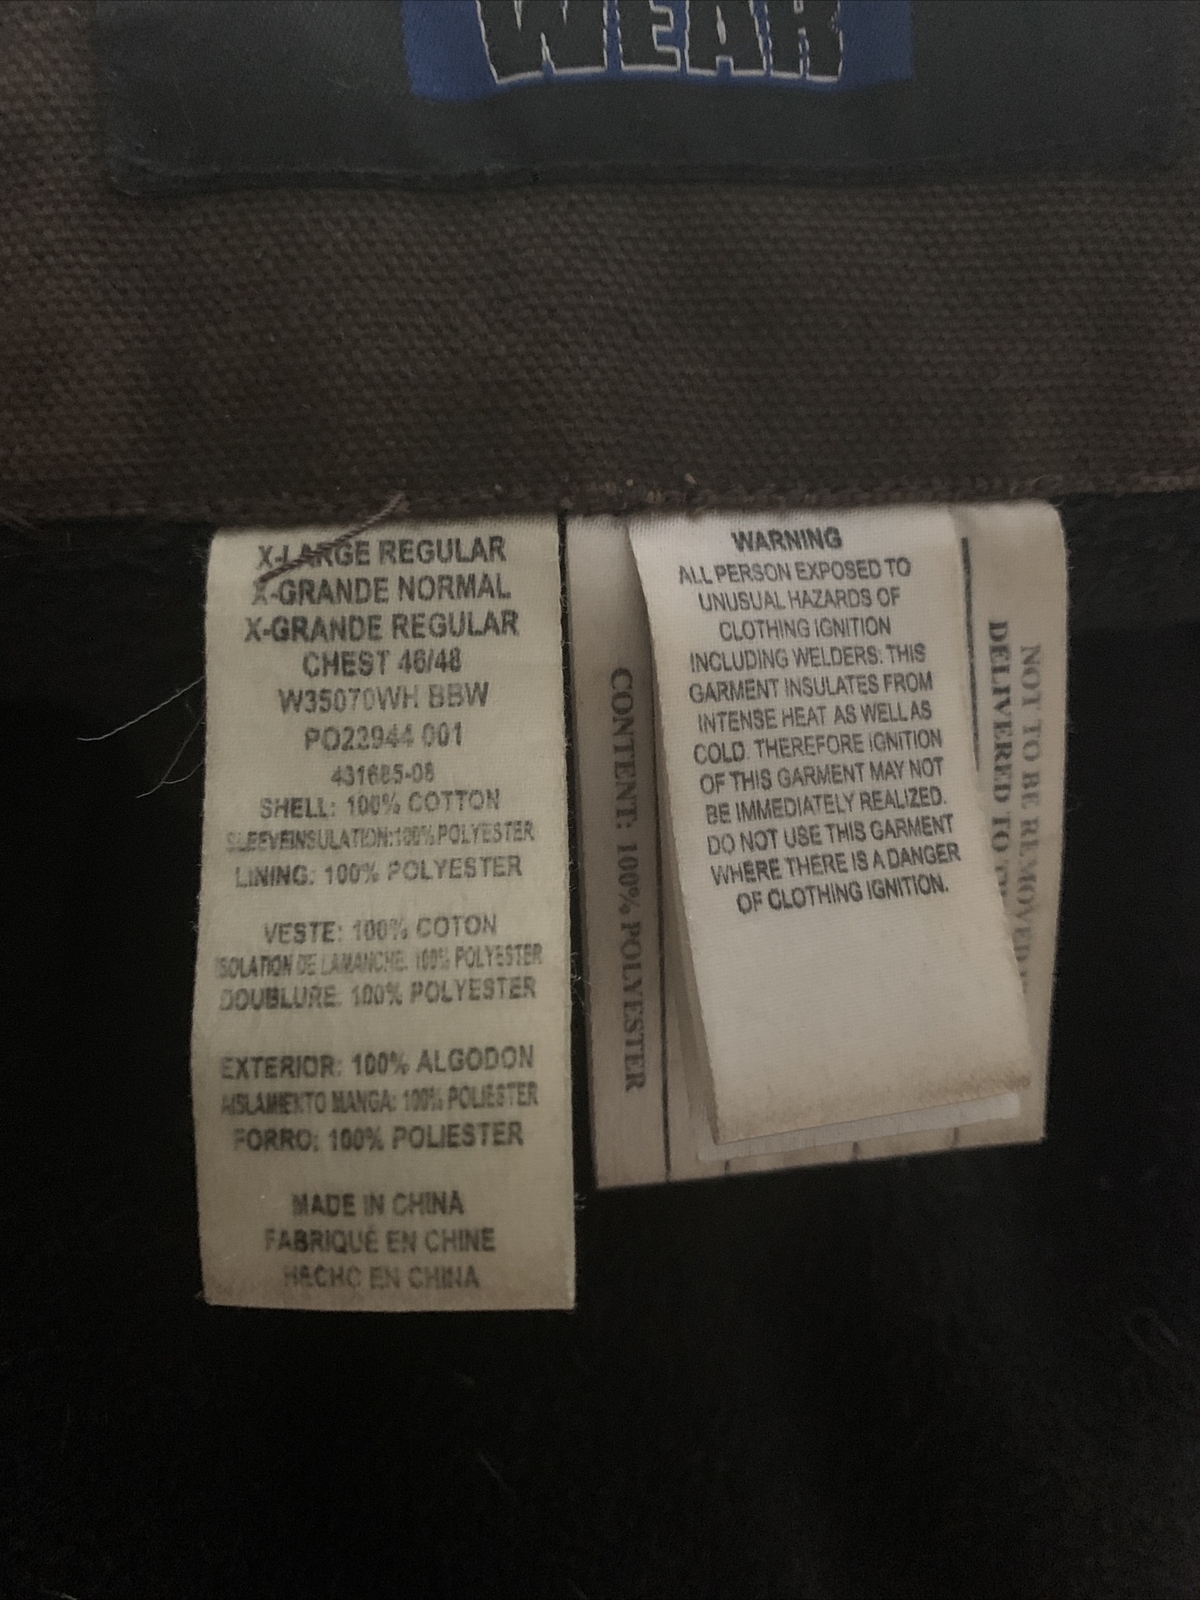 WEAR
X-LARGE REGULAR
X-GRANDE NORMAL
X-GRANDE REGULAR
CHEST 46/48
W35070WH BBW
PO22944 001
431685-08
SHELL: 100% COTTON
SLEEVEINSULATION:100% POLYESTER
LINING: 100% POLYESTER
VESTE: 100% COTON
ISOLATION DE LAMANCHE: 100% POLYESTER
DOUBLURE: 100% POLYESTER
EXTERIOR: 100% ALGODON
AISLAMIENTO MANGA: 100% POLIESTER
FORRO: 100% POLIESTER
MADE IN CHINA
FABRIQUÉ EN CHINE
HECHO EN CHINA
CONTENT: 100% POLYESTER
WARNING
ALL PERSON EXPOSED TO
UNUSUAL HAZARDS OF
CLOTHING IGNITION
INCLUDING WELDERS: THIS
GARMENT INSULATES FROM
INTENSE HEAT AS WELL AS
COLD. THEREFORE IGNITION
OF THIS GARMENT MAY NOT
BE IMMEDIATELY REALIZED.
DO NOT USE THIS GARMENT
WHERE THERE IS A DANGER
OF CLOTHING IGNITION.
NOT TO BE REMOVED
DELIVERED TO